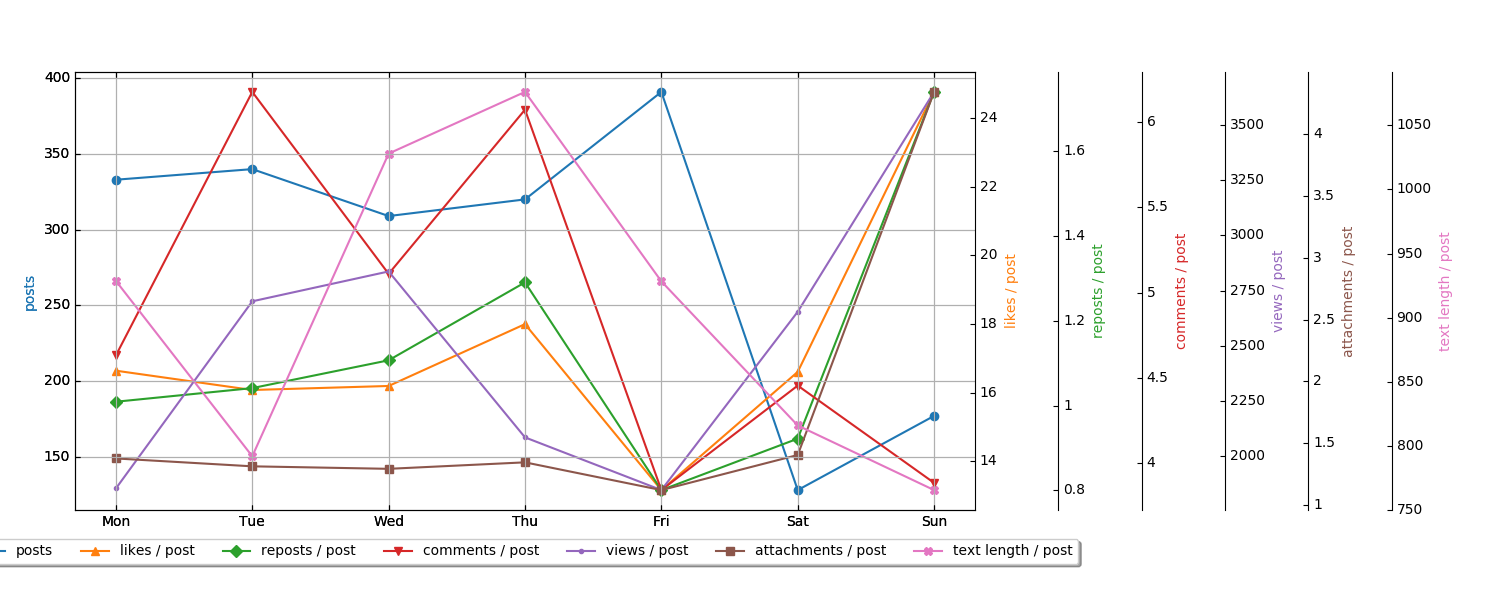 400
350
300
250
200
150
posts
Mon
Tue
Wed
Thu
Fri
Sat
Sun
24
22
20
18
16
14
likes / post
1.6
1.4
1.2
1
0.8
reposts / post
6
5.5
5
4.5
4
comments / post
3500
3250
3000
2750
2500
2250
2000
views / post
4
3.5
3
2.5
2
1.5
1
attachments / post
1050
1000
950
900
850
800
750
text length / post
posts likes / post reposts / post comments / post views / post attachments / post text length / post